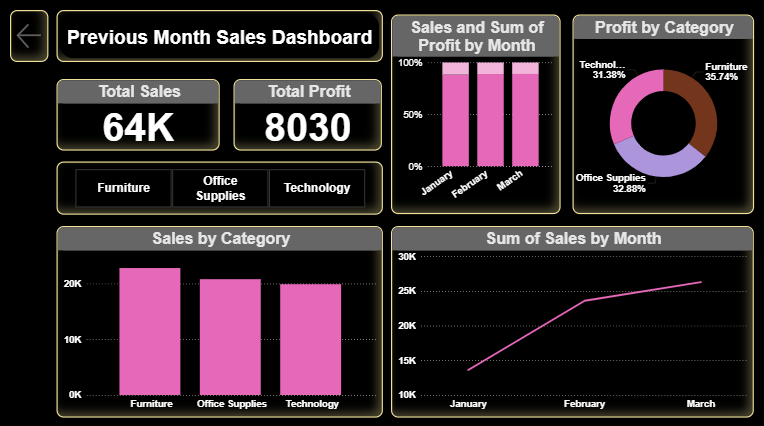 Previous Month Sales Dashboard
Total Sales
64K
Total Profit
8030
Furniture
Office
Supplies
Technology
Sales and Sum of
Profit by Month
100%
50%
0%
January
February
March
Profit by Category
Technol...
31.38%
Furniture
35.74%
Office Supplies
32.88%
Sales by Category
20K
10K
0K
Furniture
Office Supplies
Technology
Sum of Sales by Month
30K
25K
20K
15K
10K
January
February
March